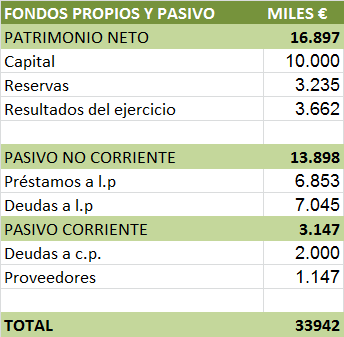 FONDOS PROPIOS Y PASIVO MILES €
PATRIMONIO NETO 16.897
Capital 10.000
Reservas 3.235
Resultados del ejercicio 3.662
PASIVO NO CORRIENTE 13.898
Préstamos a l.p 6.853
Deudas a l.p 7.045
PASIVO CORRIENTE 3.147
Deudas a c.p. 2.000
Proveedores 1.147
TOTAL 33942